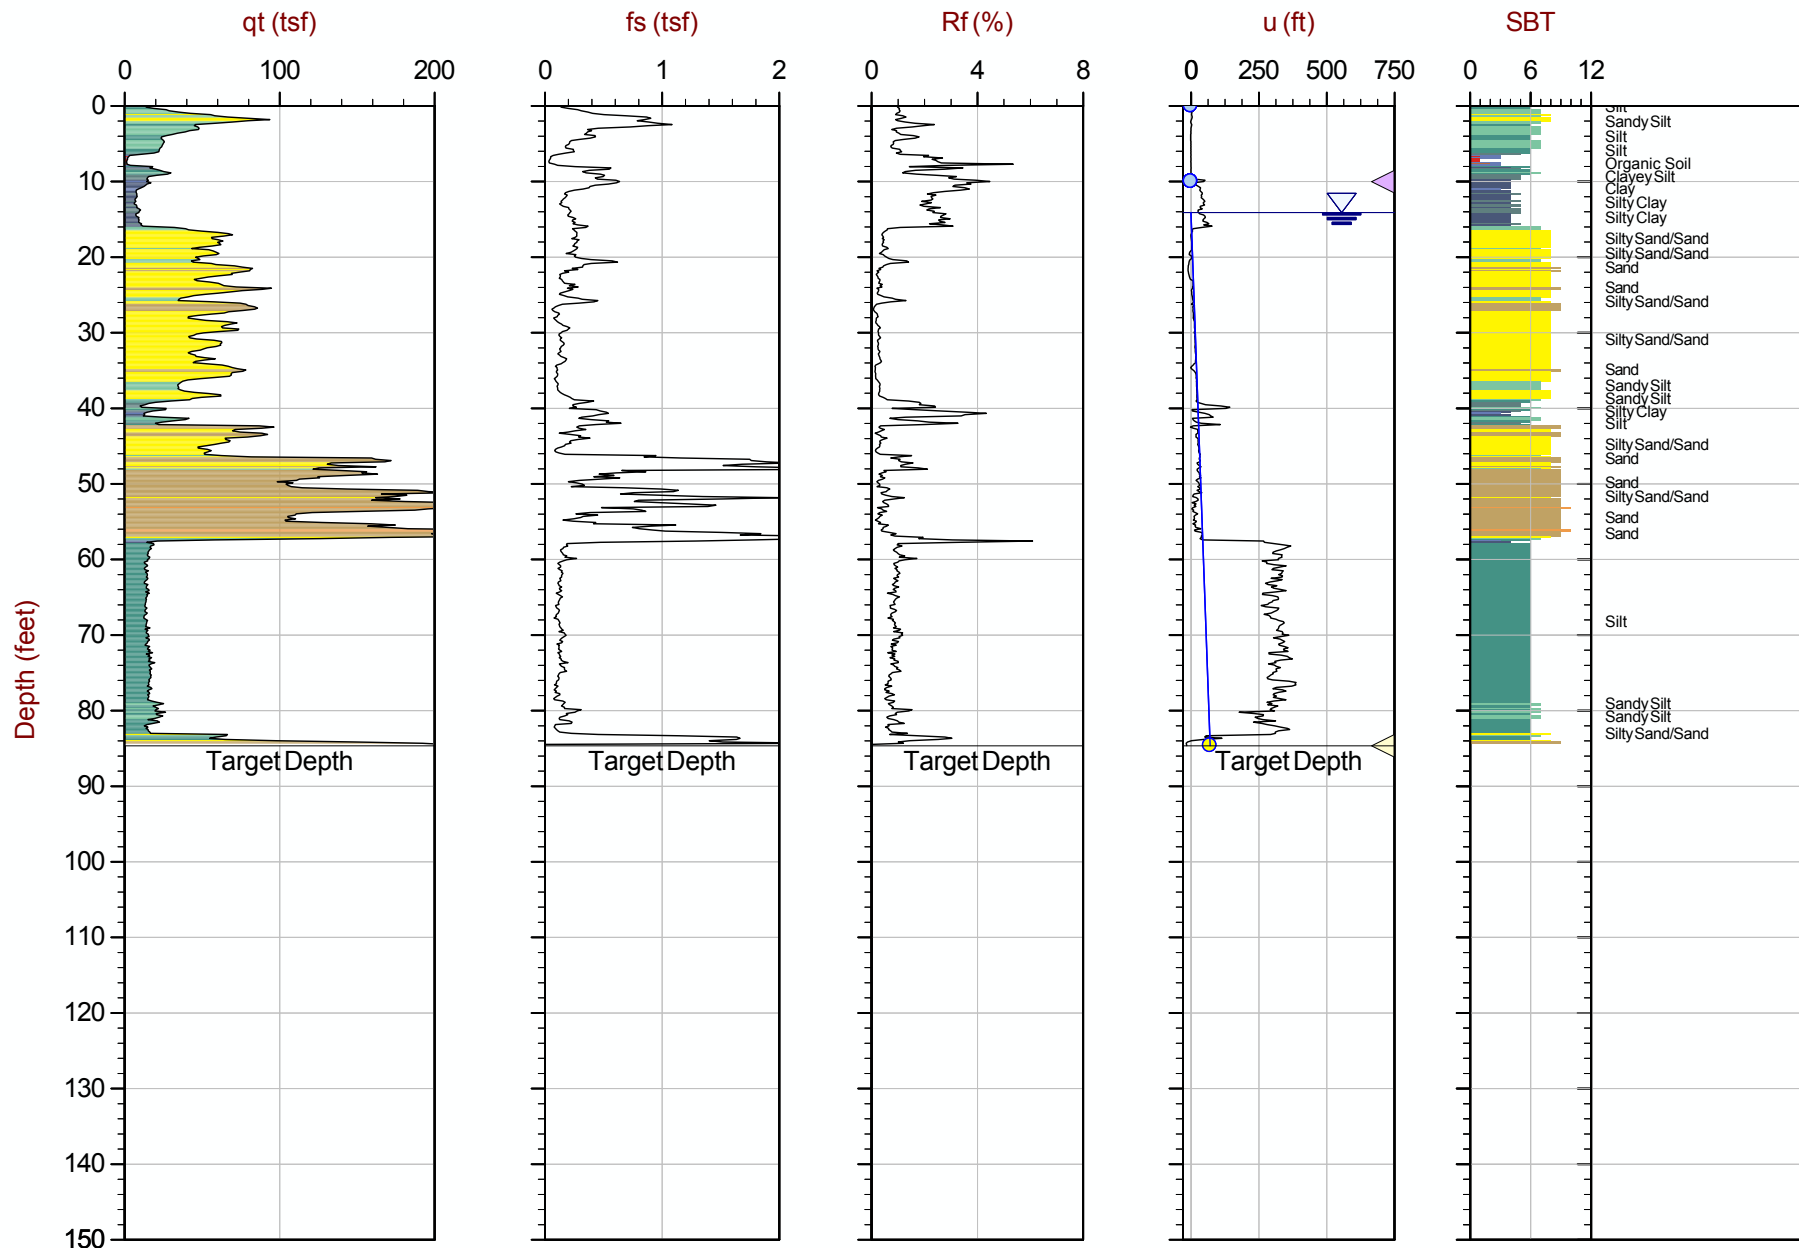 qt (tsf) fs (tsf) Rf (%) u (ft) SBT
0 100 200 0 1 2 0 4 8 0 250 500 750 0 6 12
0
10
20
30
40
50
60
70
80
90
100
110
120
130
140
150
Depth (feet)
Silt
Sandy Silt
Silt
Silt
Organic Soil
Clayey Silt
Clay
Silty Clay
Silty Clay
Silty Sand/Sand
Silty Sand/Sand
Sand
Sand
Silty Sand/Sand
Silty Sand/Sand
Sand
Sandy Silt
Sandy Silt
Silty Clay
Silt
Silty Sand/Sand
Sand
Sand
Silty Sand/Sand
Sand
Sand
Silt
Sandy Silt
Sandy Silt
Silty Sand/Sand
Target Depth Target Depth Target Depth Target Depth